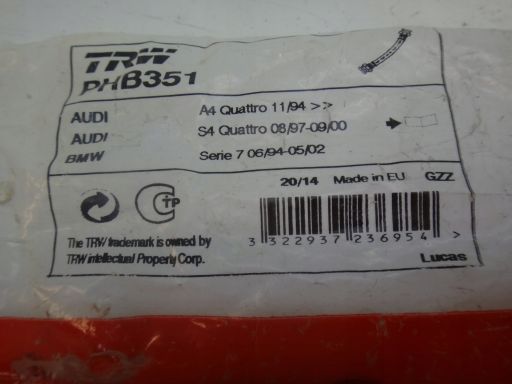 TRW
PHB351
AUDI A4 Quattro 11/94 >>
AUDI S4 Quattro 08/97-09/00
BMW Serie 7 06/94-05/02
20/14 Made in EU GZZ
The TRW trademark is owned by
TRW Intellectual Property Corp.
3 322937 236954 >
Lucas